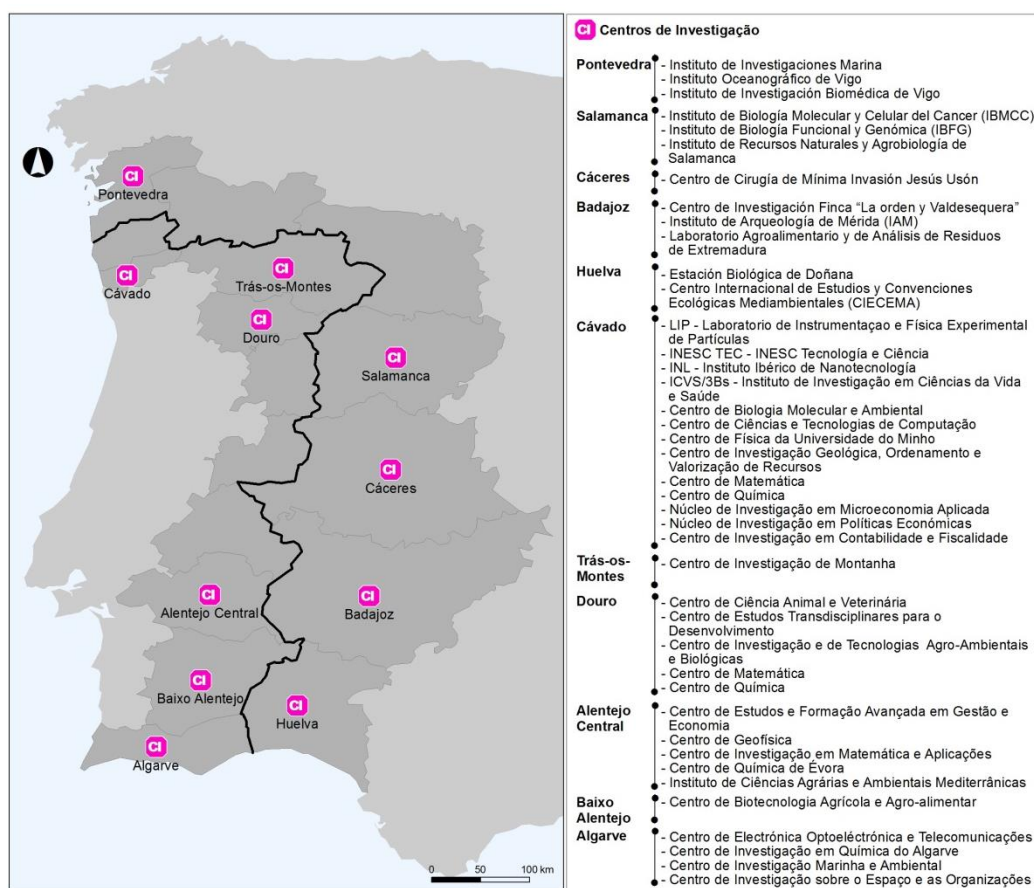 CI
Pontevedra
CI
Cávado
CI
Trás-os-Montes
CI
Douro
CI
Salamanca
CI
Cáceres
CI
Alentejo Central
CI
Badajoz
CI
Baixo Alentejo
CI
Huelva
CI
Algarve
0 50 100 km
CI Centros de Investigação
Pontevedra
- Instituto de Investigaciones Marina
- Instituto Oceanográfico de Vigo
- Instituto de Investigación Biomédica de Vigo
Salamanca
- Instituto de Biología Molecular y Celular del Cancer (IBMCC)
- Instituto de Biología Funcional y Genómica (IBFG)
- Instituto de Recursos Naturales y Agrobiología de
Salamanca
Cáceres
- Centro de Cirugía de Mínima Invasión Jesús Usón
Badajoz
- Centro de Investigación Finca “La orden y Valdesequera”
- Instituto de Arqueología de Mérida (IAM)
- Laboratorio Agroalimentario y de Análisis de Residuos
de Extremadura
Huelva
- Estación Biológica de Doñana
- Centro Internacional de Estudios y Convenciones
Ecológicas Mediambientales (CIECEMA)
Cávado
- LIP - Laboratorio de Instrumentaçao e Física Experimental
de Partículas
- INESC TEC - INESC Tecnología e Ciência
- INL - Instituto Ibérico de Nanotecnología
- ICVS/3Bs - Instituto de Investigação em Ciências da Vida
e Saúde
- Centro de Biologia Molecular e Ambiental
- Centro de Ciências e Tecnologias de Computação
- Centro de Física da Universidade do Minho
- Centro de Investigação Geológica, Ordenamento e
Valorização de Recursos
- Centro de Matemática
- Centro de Química
- Núcleo de Investigação em Microeconomia Aplicada
- Núcleo de Investigação em Políticas Económicas
- Centro de Investigação em Contabilidade e Fiscalidade
Trás-os-
Montes
- Centro de Investigação de Montanha
Douro
- Centro de Ciência Animal e Veterinária
- Centro de Estudos Transdisciplinares para o
Desenvolvimento
- Centro de Investigação e de Tecnologias Agro-Ambientais
e Biológicas
- Centro de Matemática
- Centro de Química
Alentejo
Central
- Centro de Estudos e Formação Avançada em Gestão e
Economia
- Centro de Geofísica
- Centro de Investigação em Matemática e Aplicações
- Centro de Química de Évora
- Instituto de Ciências Agrárias e Ambientais Mediterrânicas
Baixo
Alentejo
- Centro de Biotecnologia Agrícola e Agro-alimentar
Algarve
- Centro de Electrónica Optoeléctrónica e Telecomunicações
- Centro de Investigação em Química do Algarve
- Centro de Investigação Marinha e Ambiental
- Centro de Investigação sobre o Espaço e as Organizações